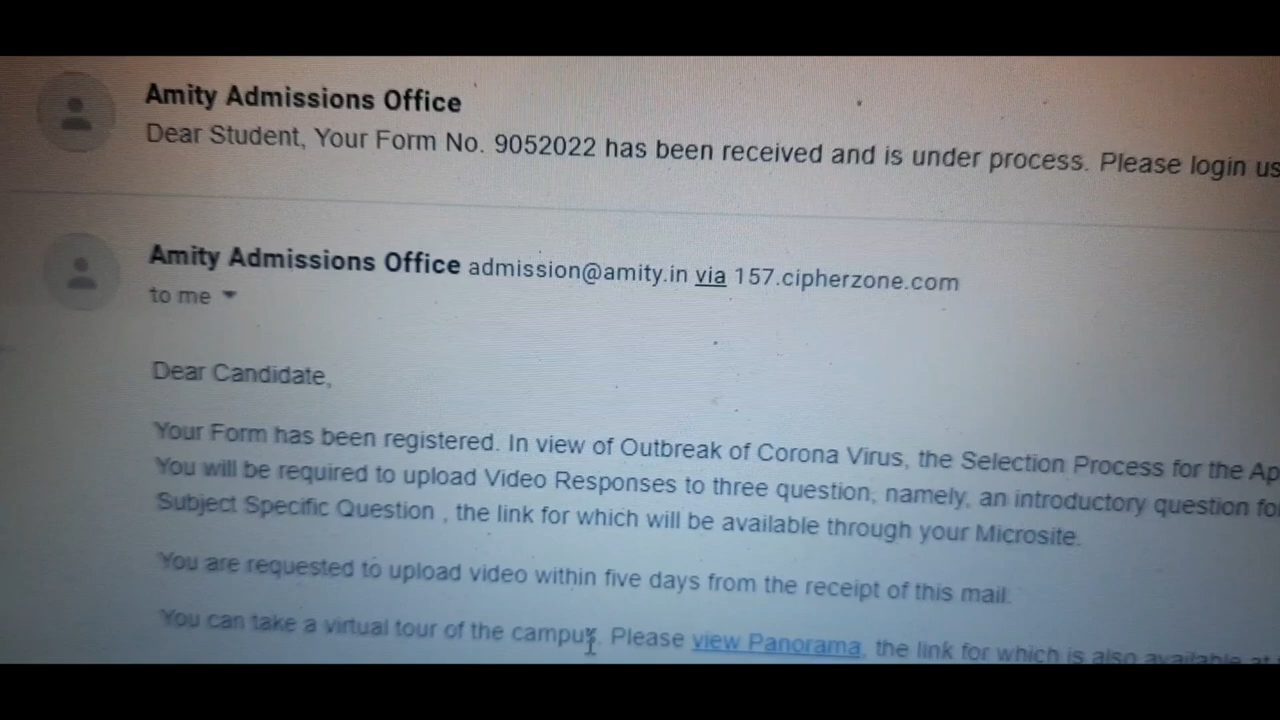 Amity Admissions Office
Dear Student, Your Form No. 9052022 has been received and is under process. Please login us
Amity Admissions Office admission@amity.in via 157.cipherzone.com
to me
Dear Candidate,
Your Form has been registered. In view of Outbreak of Corona Virus, the Selection Process for the Ap
You will be required to upload Video Responses to three question, namely, an introductory question fo
Subject Specific Question , the link for which will be available through your Microsite.
You are requested to upload video within five days from the receipt of this mail.
You can take a virtual tour of the campus. Please view Panorama, the link for which is also available at